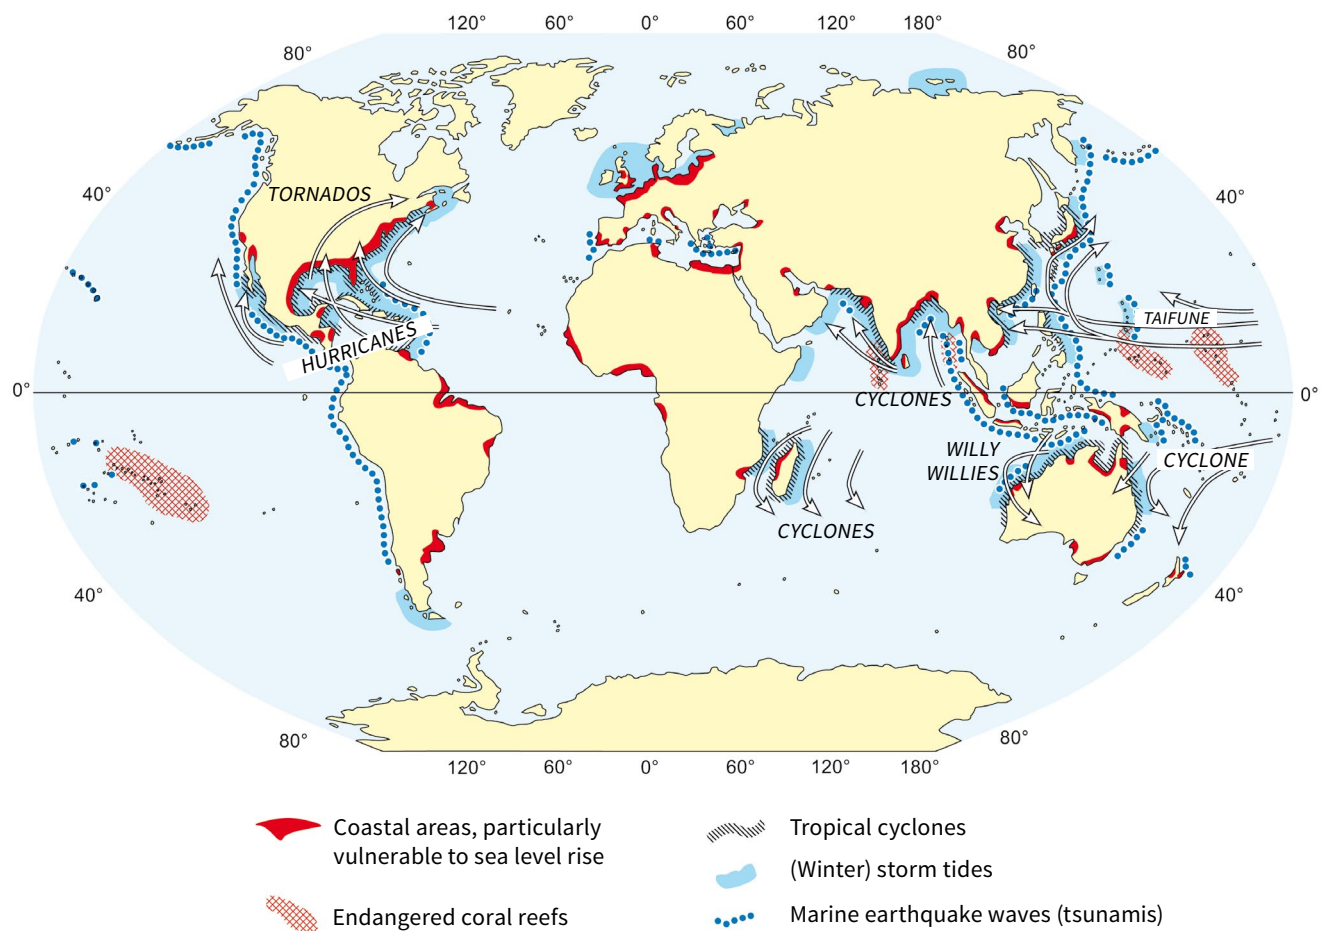 120° 60° 0° 60° 120° 180°
80° 80°
TORNADOS
40° 40°
TAIFUNE
HURRICANES
0° 0°
CYCLONES
WILLY
WILLIES
CYCLONE
CYCLONES
40° 40°
80° 80°
120° 60° 0° 60° 120° 180°
Coastal areas, particularly
vulnerable to sea level rise
Endangered coral reefs
Tropical cyclones
(Winter) storm tides
Marine earthquake waves (tsunamis)